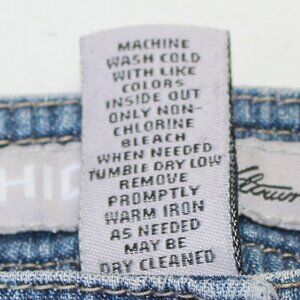 MACHINE
WASH COLD
WITH LIKE
COLORS
INSIDE OUT
ONLY NON-
CHLORINE
BLEACH
WHEN NEEDED
TUMBLE DRY LOW
REMOVE
PROMPTLY
WARM IRON
AS NEEDED
MAY BE
DRY CLEANED
HIC